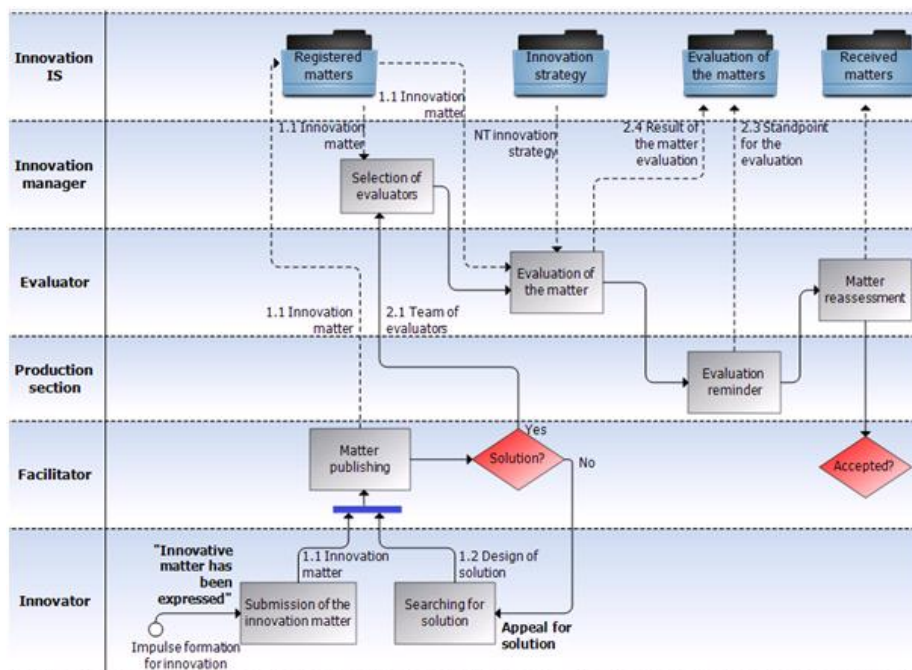 Innovation
IS
Registered
matters
Innovation
strategy
Evaluation of
the matters
Received
matters
1.1 Innovation
matter
1.1 Innovation
matter
NT innovation
strategy
2.4 Result of
the matter
evaluation
2.3 Standpoint
for the
evaluation
Innovation
manager
Selection of
evaluators
Evaluator
Evaluation of
the matter
Matter
reassessment
1.1 Innovation
matter
2.1 Team of
evaluators
Production
section
Evaluation
reminder
Yes
Facilitator
Matter
publishing
Solution?
No
Accepted?
"Innovative
matter has
been
expressed"
1.1 Innovation
matter
1.2 Design of
solution
Innovator
Submission of the
innovation matter
Searching for
solution
Appeal for
solution
Impulse formation
for innovation